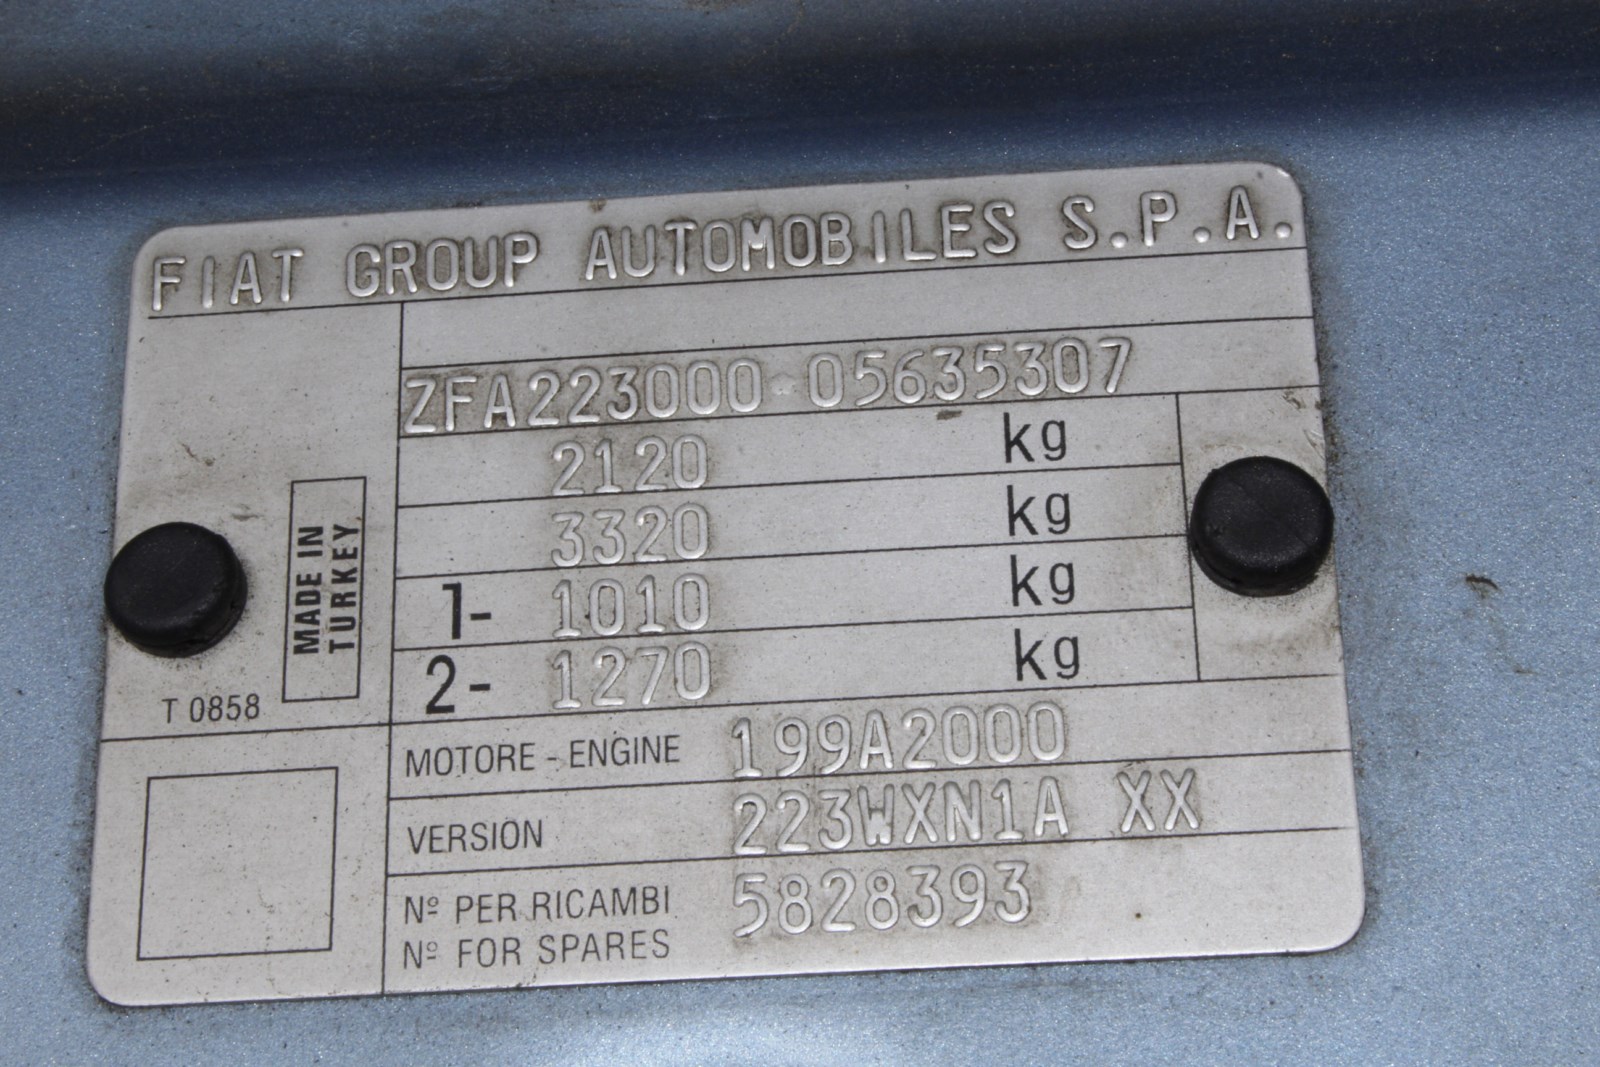 FIAT GROUP AUTOMOBILES S.P.A.
ZFA223000 05635307
2120 kg
3320 kg
1- 1010 kg
2- 1270 kg
MADE IN
TURKEY
T 0858
MOTORE - ENGINE 199A2000
VERSION 223WXN1A XX
Nº PER RICAMBI 5828393
Nº FOR SPARES